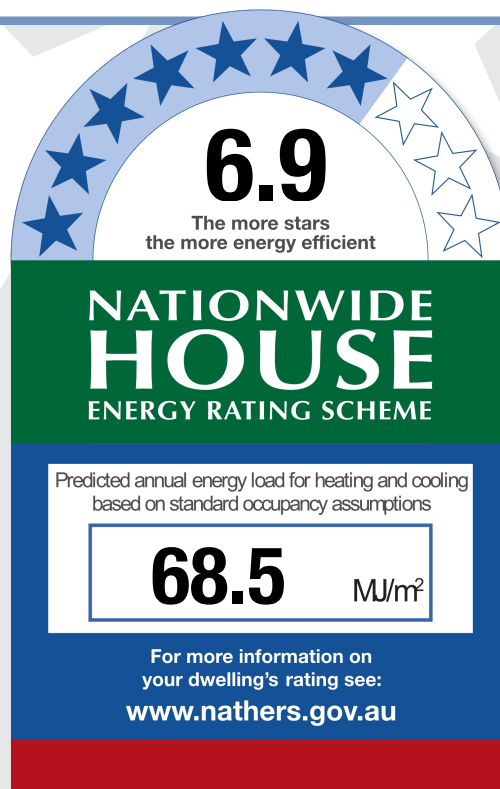 6.9
The more stars
the more energy efficient
NATIONWIDE
HOUSE
ENERGY RATING SCHEME
Predicted annual energy load for heating and cooling
based on standard occupancy assumptions
68.5 MJ/m²
For more information on
your dwelling's rating see:
www.nathers.gov.au